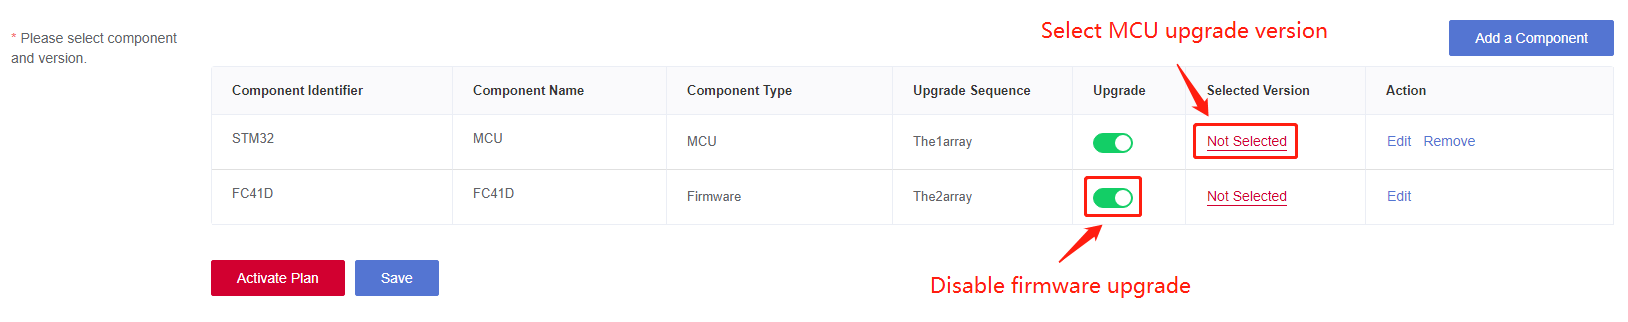 Select MCU upgrade version
Add a Component
* Please select component
and version.
Component Identifier Component Name Component Type Upgrade Sequence Upgrade Selected Version Action
STM32 MCU MCU The1array Not Selected Edit Remove
FC41D FC41D Firmware The2array Not Selected Edit
Activate Plan Save
Disable firmware upgrade